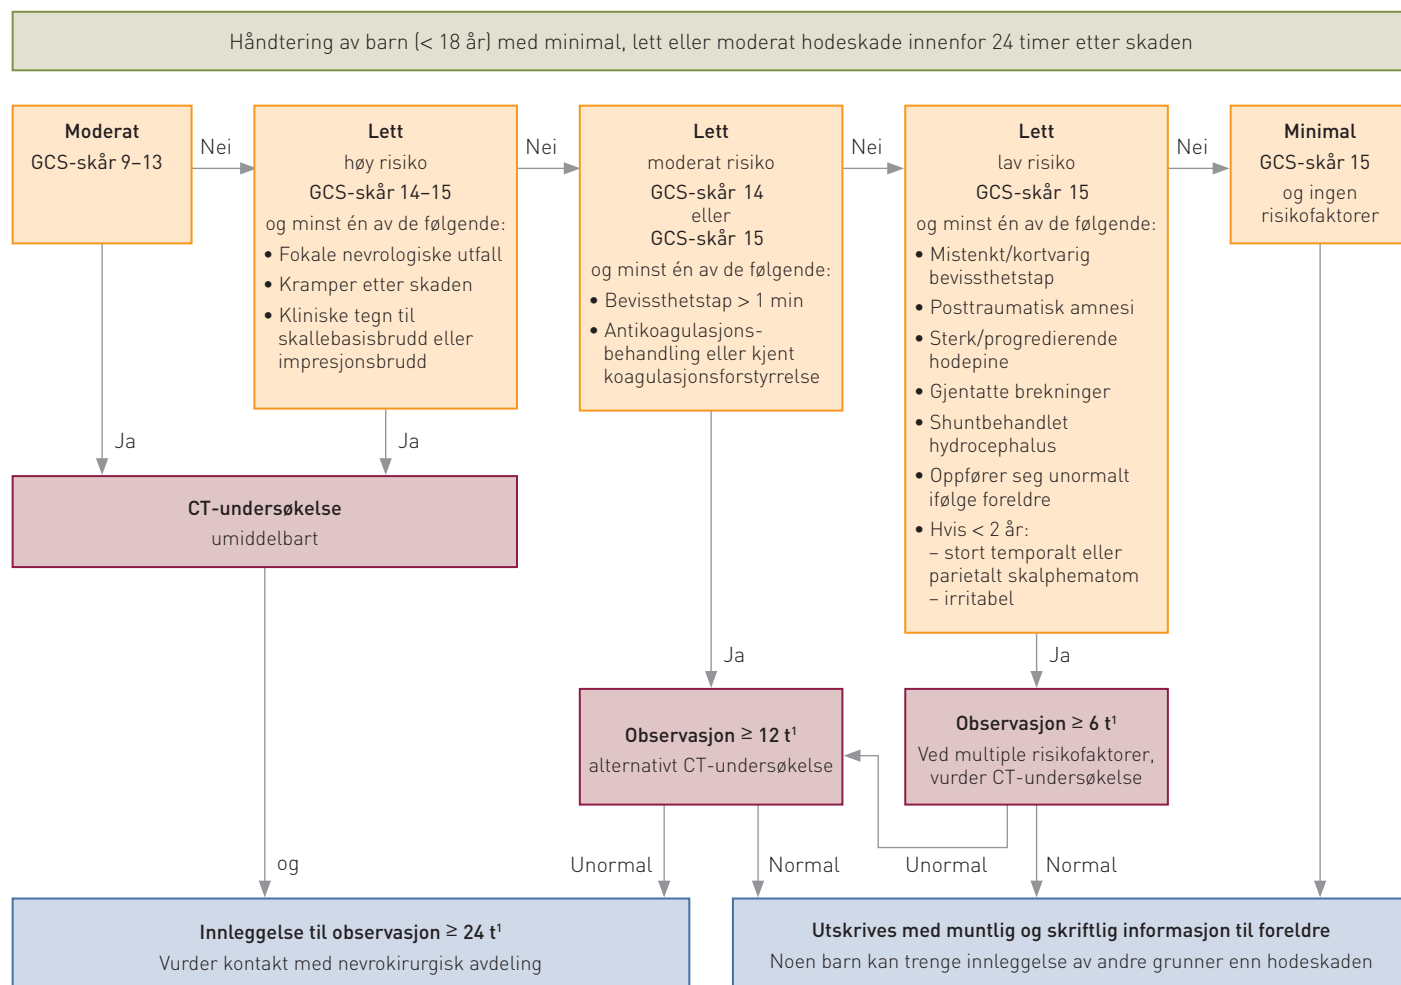 Håndtering av barn (< 18 år) med minimal, lett eller moderat hodeskade innenfor 24 timer etter skaden
Moderat
GCS-skår 9–13
Nei
Lett
høy risiko
GCS-skår 14–15
og minst én av de følgende:
• Fokale nevrologiske utfall
• Kramper etter skaden
• Kliniske tegn til
skallebasisbrudd eller
impresjonsbrudd
Nei
Lett
moderat risiko
GCS-skår 14
eller
GCS-skår 15
og minst én av de følgende:
• Bevissthetstap > 1 min
• Antikoagulasjons-
behandling eller kjent
koagulasjonsforstyrrelse
Nei
Lett
lav risiko
GCS-skår 15
og minst én av de følgende:
• Mistenkt/kortvarig
bevissthetstap
• Posttraumatisk amnesi
• Sterk/progredierende
hodepine
• Gjentatte brekninger
• Shuntbehandlet
hydrocephalus
• Oppfører seg unormalt
ifølge foreldre
• Hvis < 2 år:
– stort temporalt eller
parietalt skalphematom
– irritabel
Nei
Minimal
GCS-skår 15
og ingen
risikofaktorer
Ja
Ja
CT-undersøkelse
umiddelbart
Ja
Ja
Observasjon ≥ 12 t¹
alternativt CT-undersøkelse
Observasjon ≥ 6 t¹
Ved multiple risikofaktorer,
vurder CT-undersøkelse
og
Unormal
Normal
Unormal
Normal
Innleggelse til observasjon ≥ 24 t¹
Vurder kontakt med nevrokirurgisk avdeling
Utskrives med muntlig og skriftlig informasjon til foreldre
Noen barn kan trenge innleggelse av andre grunner enn hodeskaden